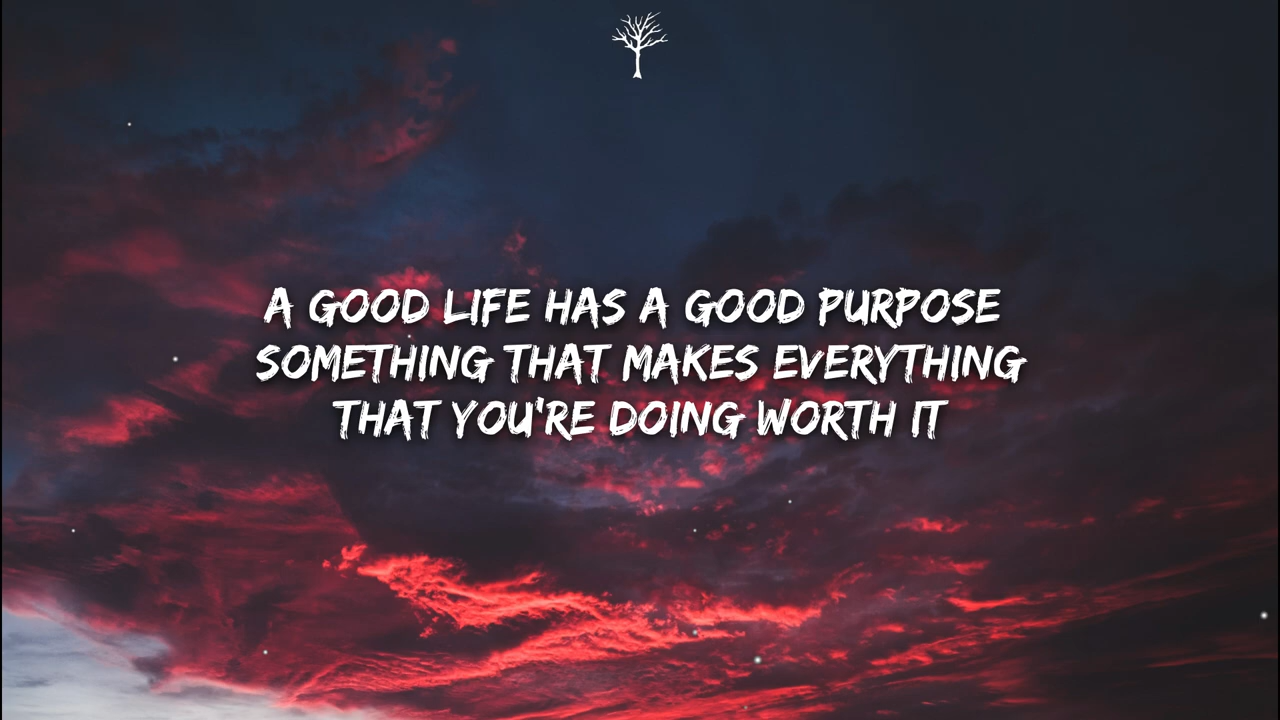 A GOOD LIFE HAS A GOOD PURPOSE
SOMETHING THAT MAKES EVERYTHING
THAT YOU'RE DOING WORTH IT